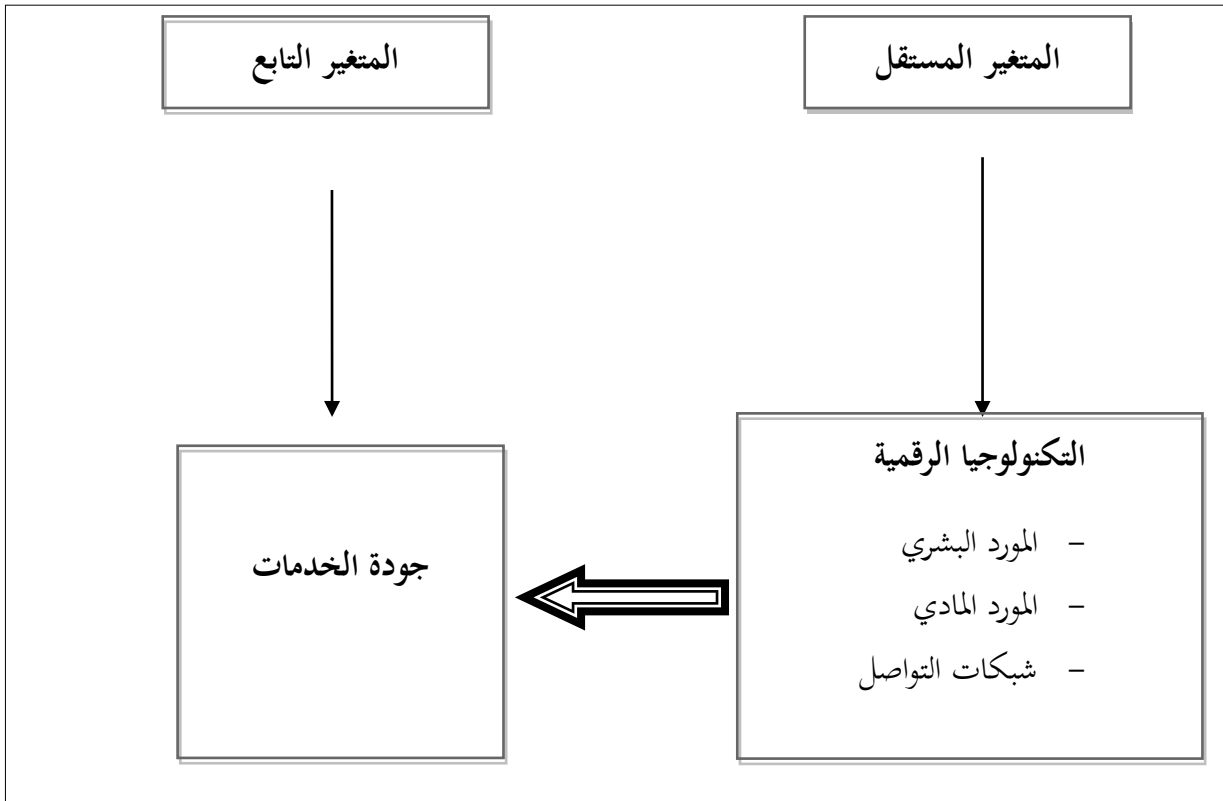 المتغير المستقل
المتغير التابع
التكنولوجيا الرقمية
– المورد البشري
– المورد المادي
– شبكات التواصل
جودة الخدمات